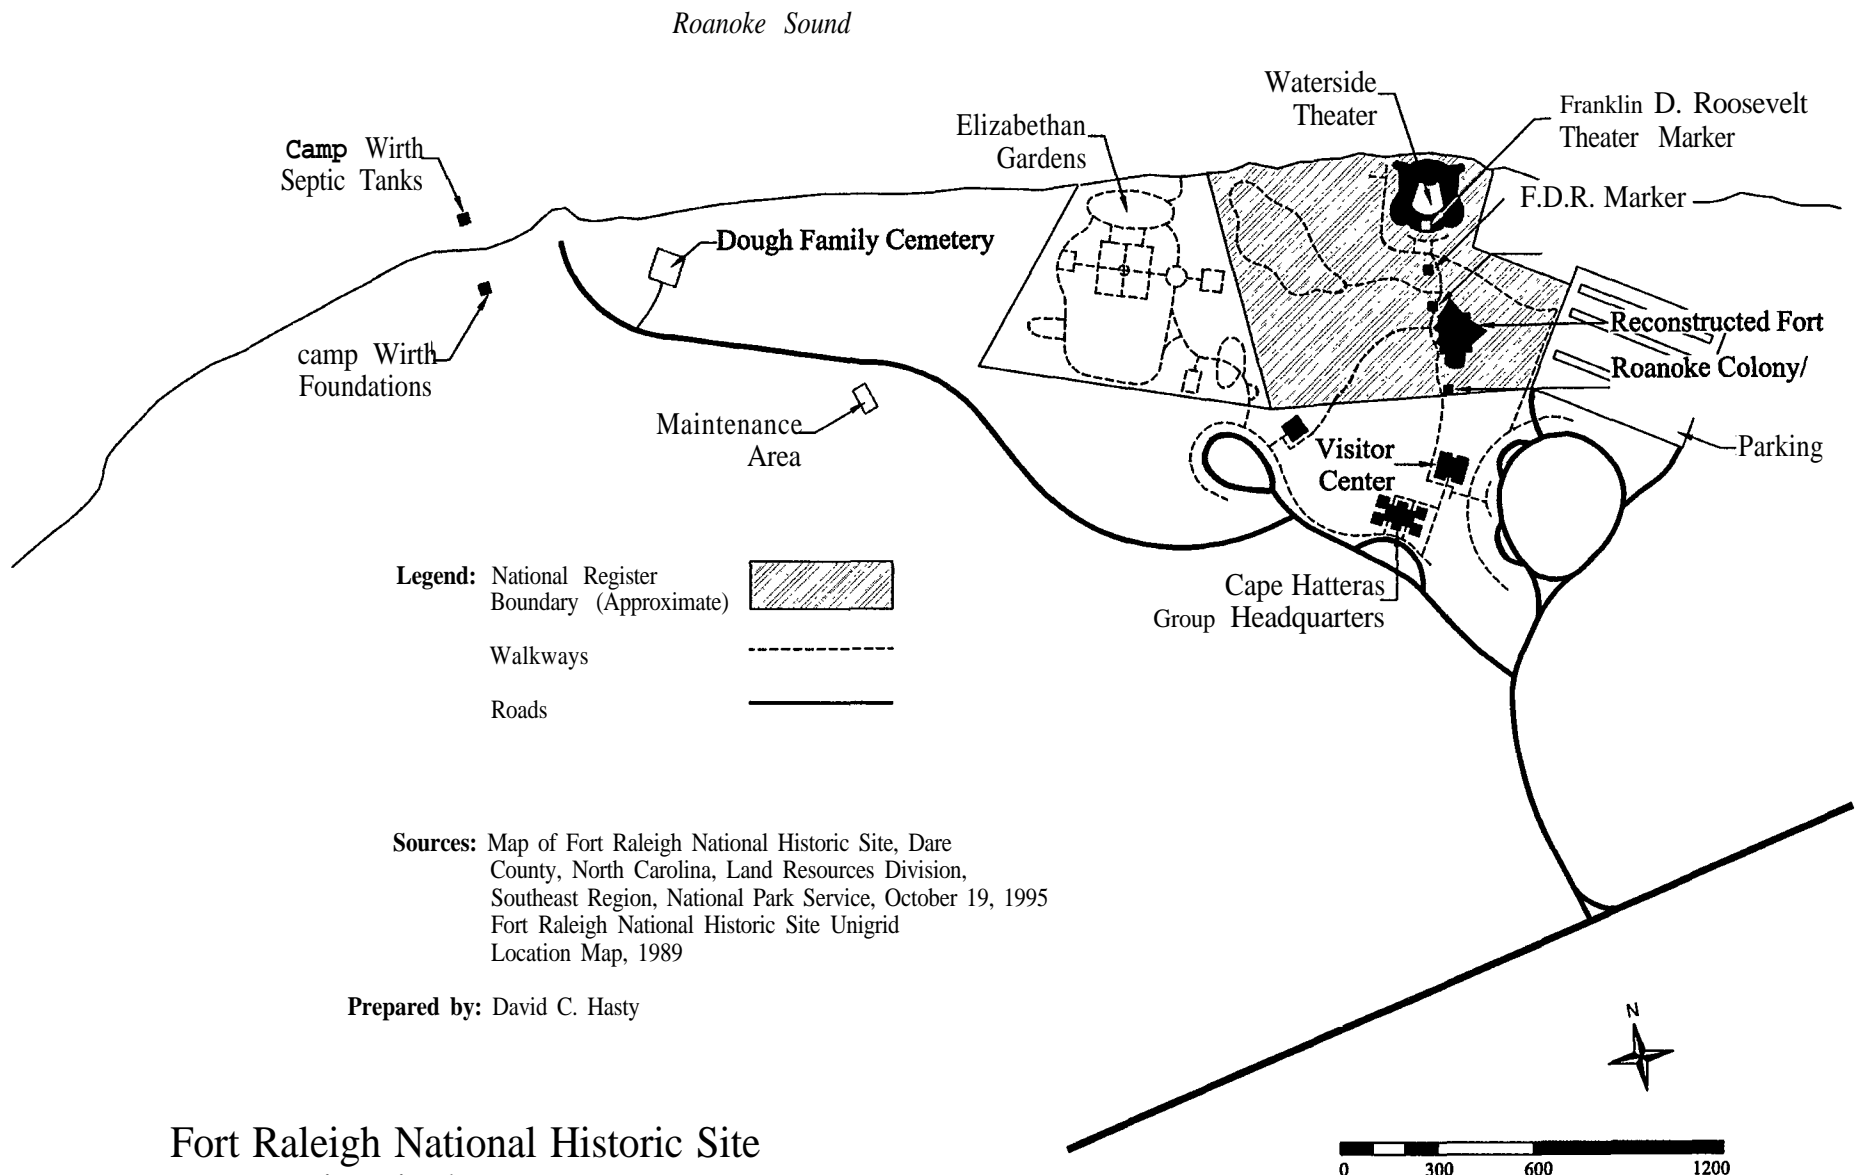 Roanoke Sound
Waterside
Theater
Franklin D. Roosevelt
Theater Marker
Elizabethan
Gardens
Camp Wirth
Septic Tanks
F.D.R. Marker
Dough Family Cemetery
Reconstructed Fort
camp Wirth
Foundations
Roanoke Colony/
Maintenance
Area
Visitor
Center
Parking
Cape Hatteras
Group Headquarters
Legend: National Register
Boundary (Approximate)
Walkways
Roads
Sources: Map of Fort Raleigh National Historic Site, Dare
County, North Carolina, Land Resources Division,
Southeast Region, National Park Service, October 19, 1995
Fort Raleigh National Historic Site Unigrid
Location Map, 1989
Prepared by: David C. Hasty
N
Fort Raleigh National Historic Site
0 300 600 1200